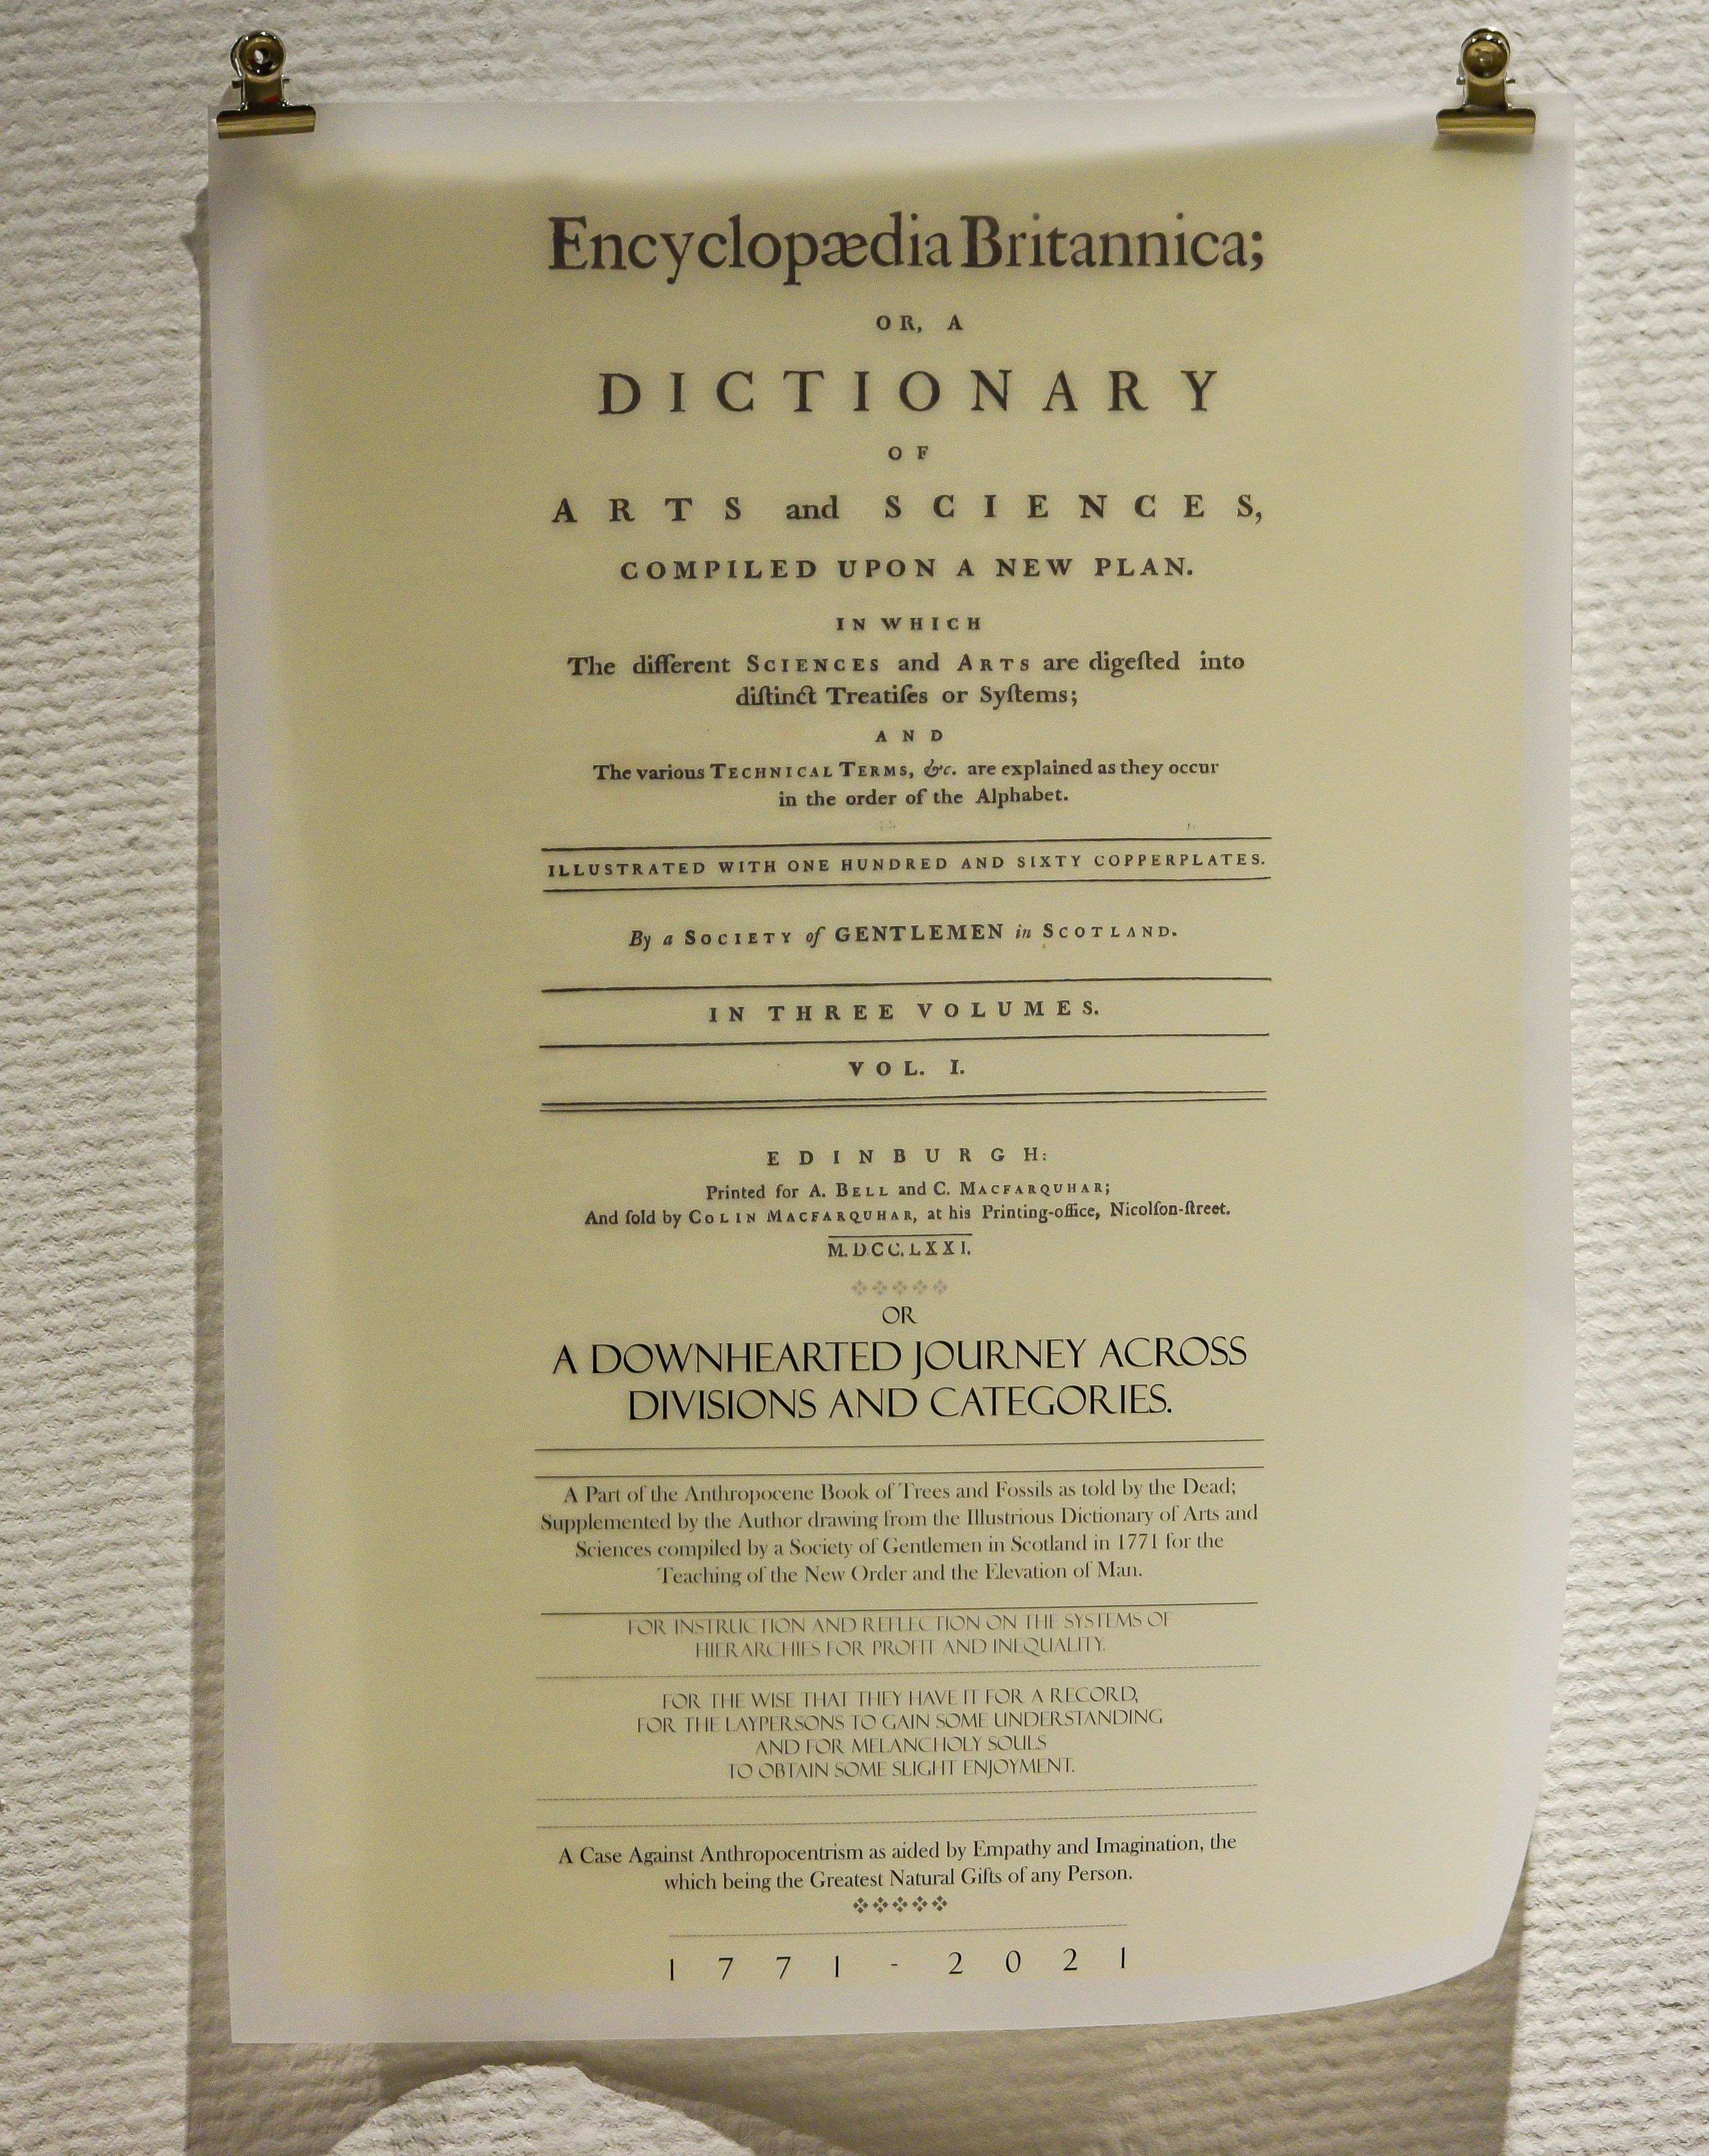 Encyclopædia Britannica;
OR, A
DICTIONARY
OF
ARTS and SCIENCES,
COMPILED UPON A NEW PLAN.
IN WHICH
The different SCIENCES and ARTS are digeſted into
diſtinct Treatiſes or Syſtems;
AND
The various TECHNICAL TERMS, &c. are explained as they occur
in the order of the Alphabet.
ILLUSTRATED WITH ONE HUNDRED AND SIXTY COPPERPLATES.
By a SOCIETY of GENTLEMEN in SCOTLAND.
IN THREE VOLUMES.
VOL. I.
EDINBURGH:
Printed for A. BELL and C. MACFARQUHAR;
And ſold by COLIN MACFARQUHAR, at his Printing-office, Nicolſon-ſtreet.
M.DCC.LXXI.
OR
A DOWNHEARTED JOURNEY ACROSS
DIVISIONS AND CATEGORIES.
A Part of the Anthropocene Book of Trees and Fossils as told by the Dead;
Supplemented by the Author drawing from the Illustrious Dictionary of Arts and
Sciences compiled by a Society of Gentlemen in Scotland in 1771 for the
Teaching of the New Order and the Elevation of Man.
FOR INSTRUCTION AND REFLECTION ON THE SYSTEMS OF
HIERARCHIES FOR PROFIT AND INEQUALITY.
FOR THE WISE THAT THEY HAVE IT FOR A RECORD,
FOR THE LAYPERSONS TO GAIN SOME UNDERSTANDING
AND FOR MELANCHOLY SOULS
TO OBTAIN SOME SLIGHT ENJOYMENT.
A Case Against Anthropocentrism as aided by Empathy and Imagination, the
which being the Greatest Natural Gifts of any Person.
1771-2021